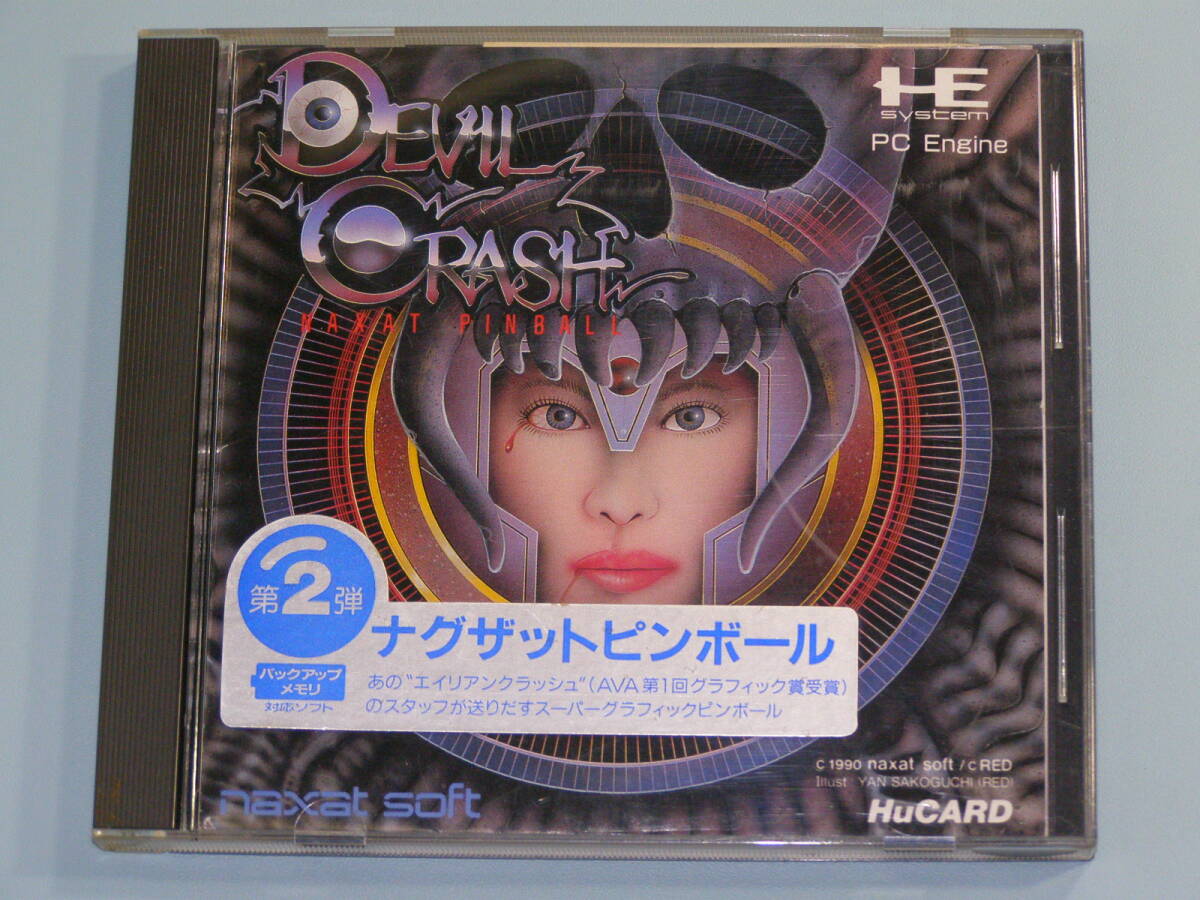 DEVIL
CRASH
NAXAT PINBALL
HE
system
PC Engine
第2弾
ナグザットピンボール
バックアップ
メモリ
対応ソフト
あの"エイリアンクラッシュ"(AVA第1回グラフィック賞受賞)
のスタッフが送りだすスーパーグラフィックピンボール
C 1990 naxat soft / C RED
Illust YAN SAKOGUCHI (RED)
naxat soft
HuCARD